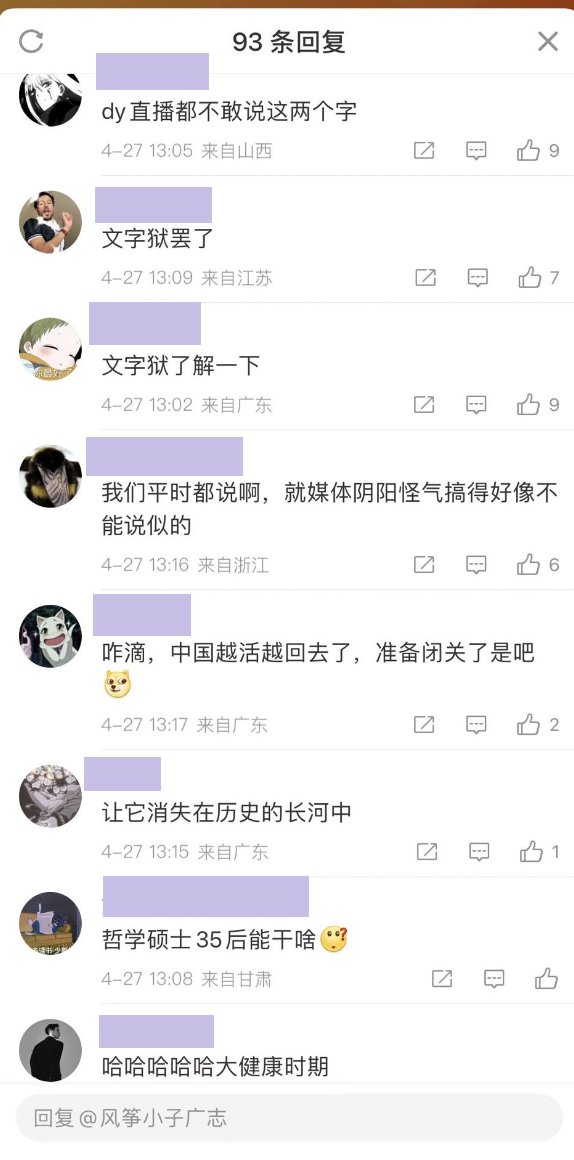 93 条回复
dy直播都不敢说这两个字
4-27 13:05 来自山西
9
文字狱罢了
4-27 13:09 来自江苏
7
你最好
文字狱了解一下
4-27 13:02 来自广东
9
我们平时都说啊，就媒体阴阳怪气搞得好像不
能说似的
4-27 13:16 来自浙江
6
咋滴，中国越活越回去了，准备闭关了是吧
4-27 13:17 来自广东
2
让它消失在历史的长河中
4-27 13:15 来自广东
1
哲学硕士35后能干啥
4-27 13:08 来自甘肃
哈哈哈哈哈大健康时期
回复@风筝小子广志